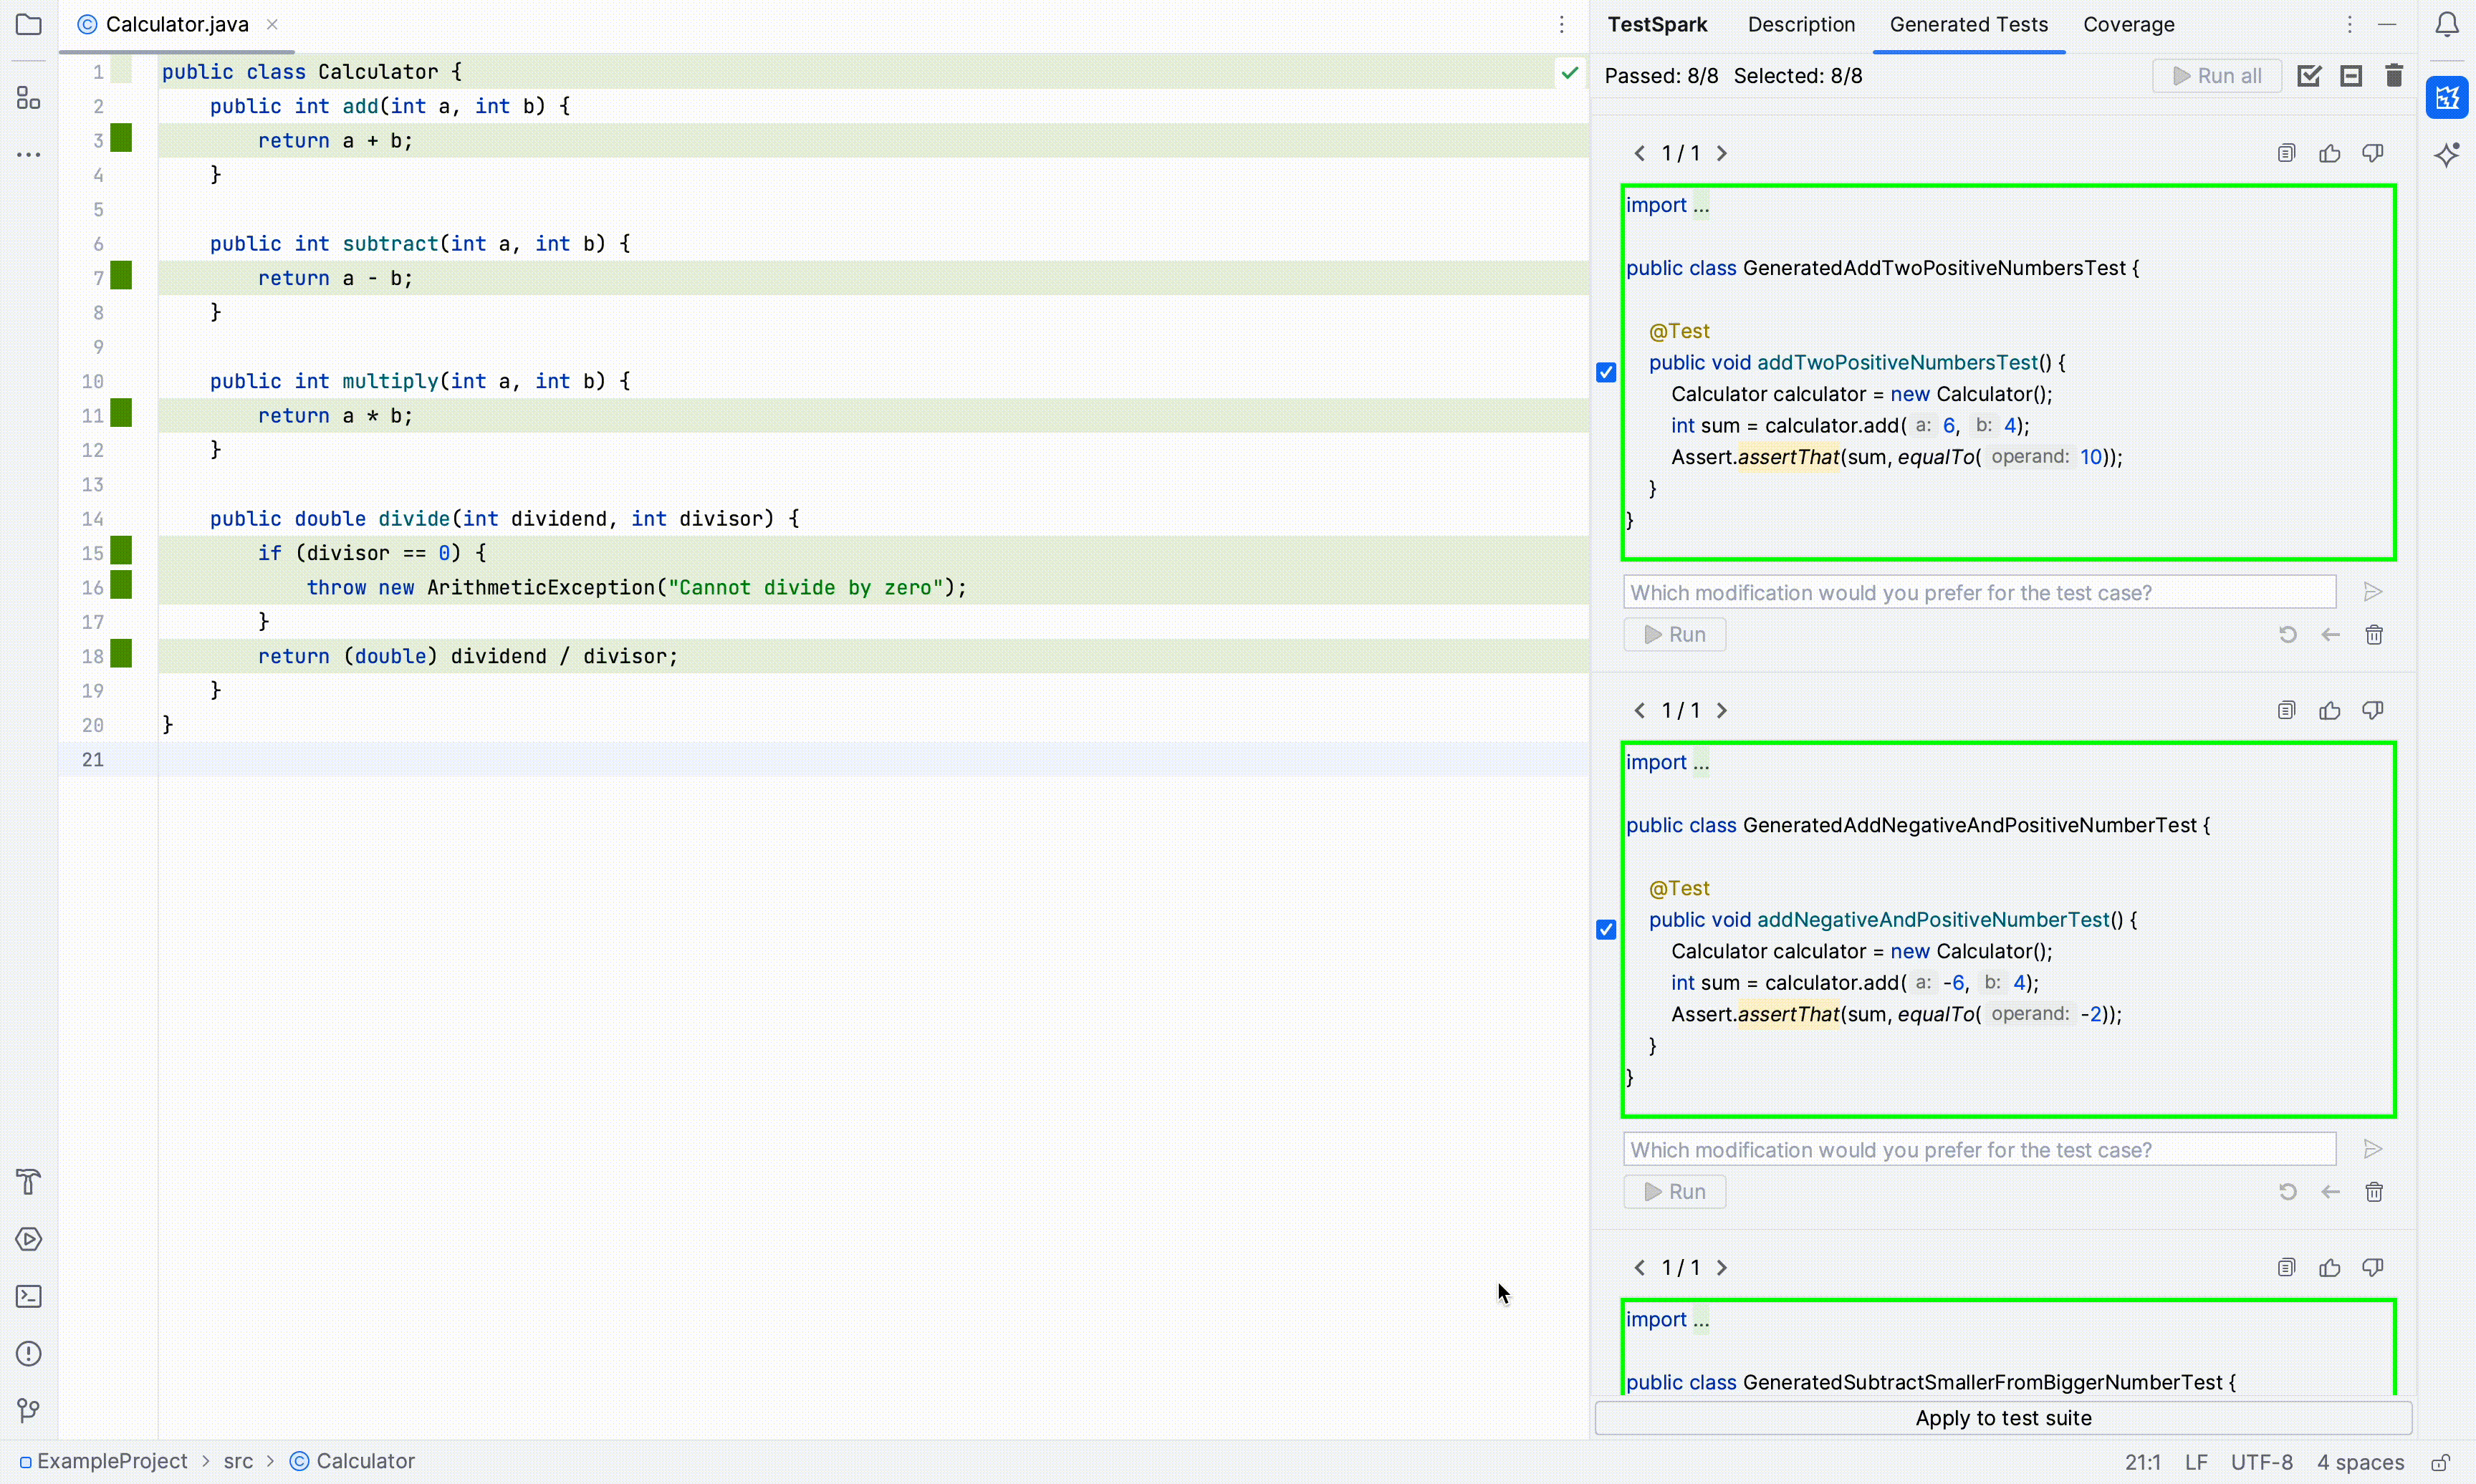 Calculator.java
1 public class Calculator {
2 public int add(int a, int b) {
3 return a + b;
4 }
5
6 public int subtract(int a, int b) {
7 return a - b;
8 }
9
10 public int multiply(int a, int b) {
11 return a * b;
12 }
13
14 public double divide(int dividend, int divisor) {
15 if (divisor == 0) {
16 throw new ArithmeticException("Cannot divide by zero");
17 }
18 return (double) dividend / divisor;
19 }
20 }
21
TestSpark Description Generated Tests Coverage
Passed: 8/8 Selected: 8/8 Run all
1 / 1
import ...
public class GeneratedAddTwoPositiveNumbersTest {
@Test
public void addTwoPositiveNumbersTest() {
Calculator calculator = new Calculator();
int sum = calculator.add( a: 6, b: 4);
Assert.assertThat(sum, equalTo( operand: 10));
}
}
Which modification would you prefer for the test case?
Run
1 / 1
import ...
public class GeneratedAddNegativeAndPositiveNumberTest {
@Test
public void addNegativeAndPositiveNumberTest() {
Calculator calculator = new Calculator();
int sum = calculator.add( a: -6, b: 4);
Assert.assertThat(sum, equalTo( operand: -2));
}
}
Which modification would you prefer for the test case?
Run
1 / 1
import ...
public class GeneratedSubtractSmallerFromBiggerNumberTest {
Apply to test suite
ExampleProject > src > Calculator
21:1 LF UTF-8 4 spaces